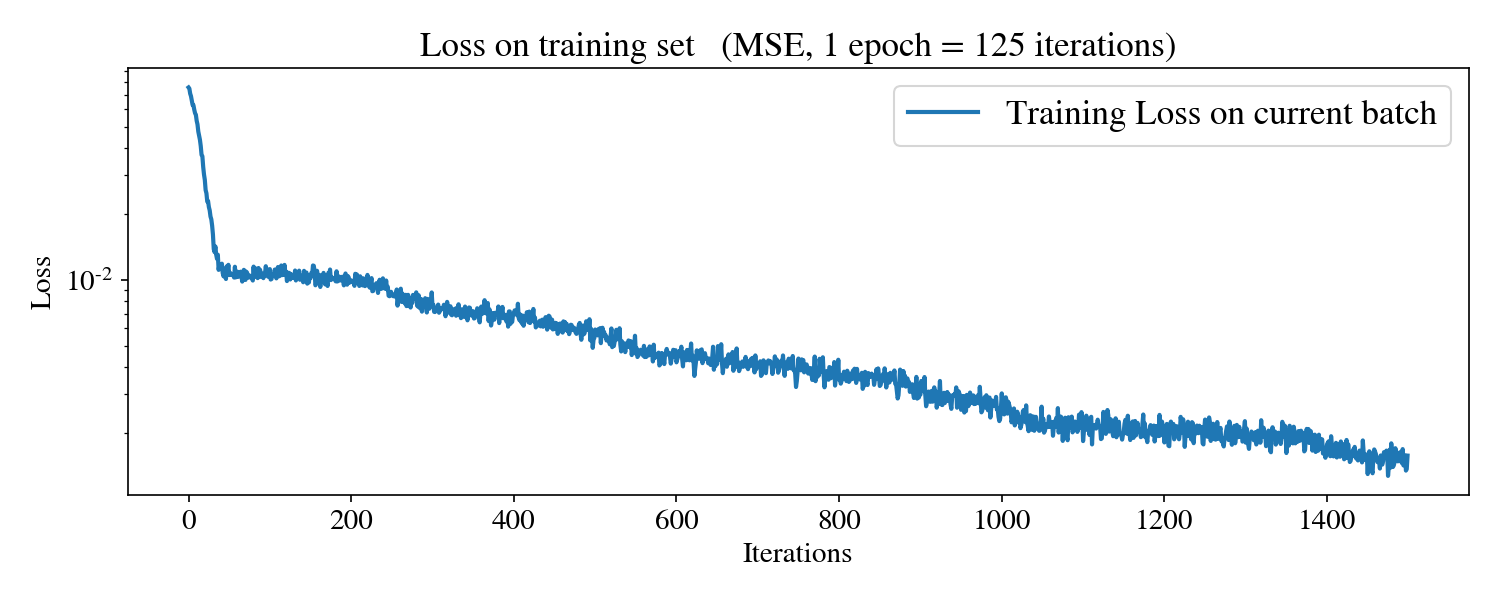 Loss on training set (MSE, 1 epoch = 125 iterations)
Training Loss on current batch
Loss
10-2
0 200 400 600 800 1000 1200 1400
Iterations